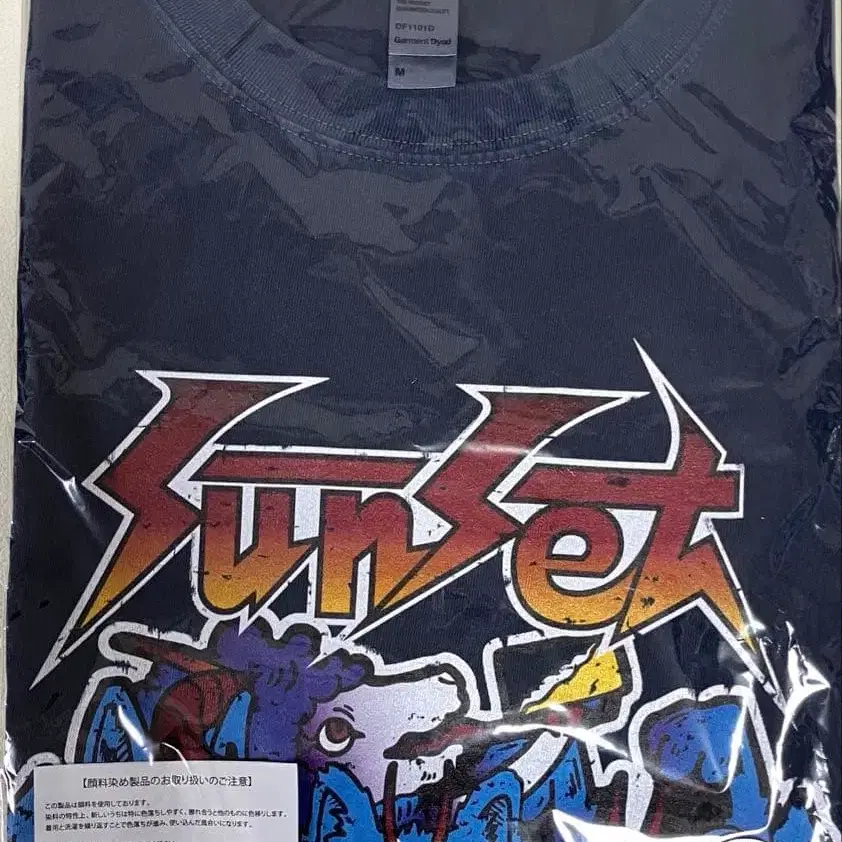 DF1101D
Garment Dyed
M
SunSet
【顔料染め製品のお取り扱いのご注意】
この製品は顔料を使用しております。
染料の特性上、新しいうちは特に色落ちしやすく、擦れ合うと他のものに色移りします。
着用と洗濯を繰り返すことで色落ちが進み、使い込んだ風合いになります。